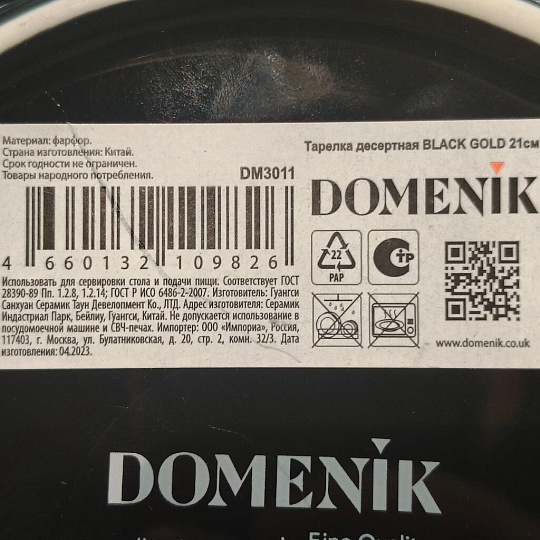 Материал: фарфор.
Страна изготовления: Китай.
Срок годности не ограничен.
Товары народного потребления.
DM3011
4 660132 109826
Тарелка десертная BLACK GOLD 21см
DOMENIK
22
PAP
www.domenik.co.uk
Использовать для сервировки стола и подачи пищи. Соответствует ГОСТ
28390-89 Пп. 1.2.8, 1.2.14; ГОСТ Р ИСО 6486-2-2007. Изготовитель: Гуангси
Санхуан Серамик Таун Девелопмент Ко., ЛТД. Адрес изготовителя: Серамик
Индастриал Парк, Бейлиу, Гуангси, Китай. Не допускается использование в
посудомоечной машине и СВЧ-печах. Импортер: ООО «Импориа», Россия,
117403, г. Москва, ул. Булатниковская, д. 20, стр. 2, комн. 32/3. Дата
изготовления: 04.2023.
DOMENIK
Fine